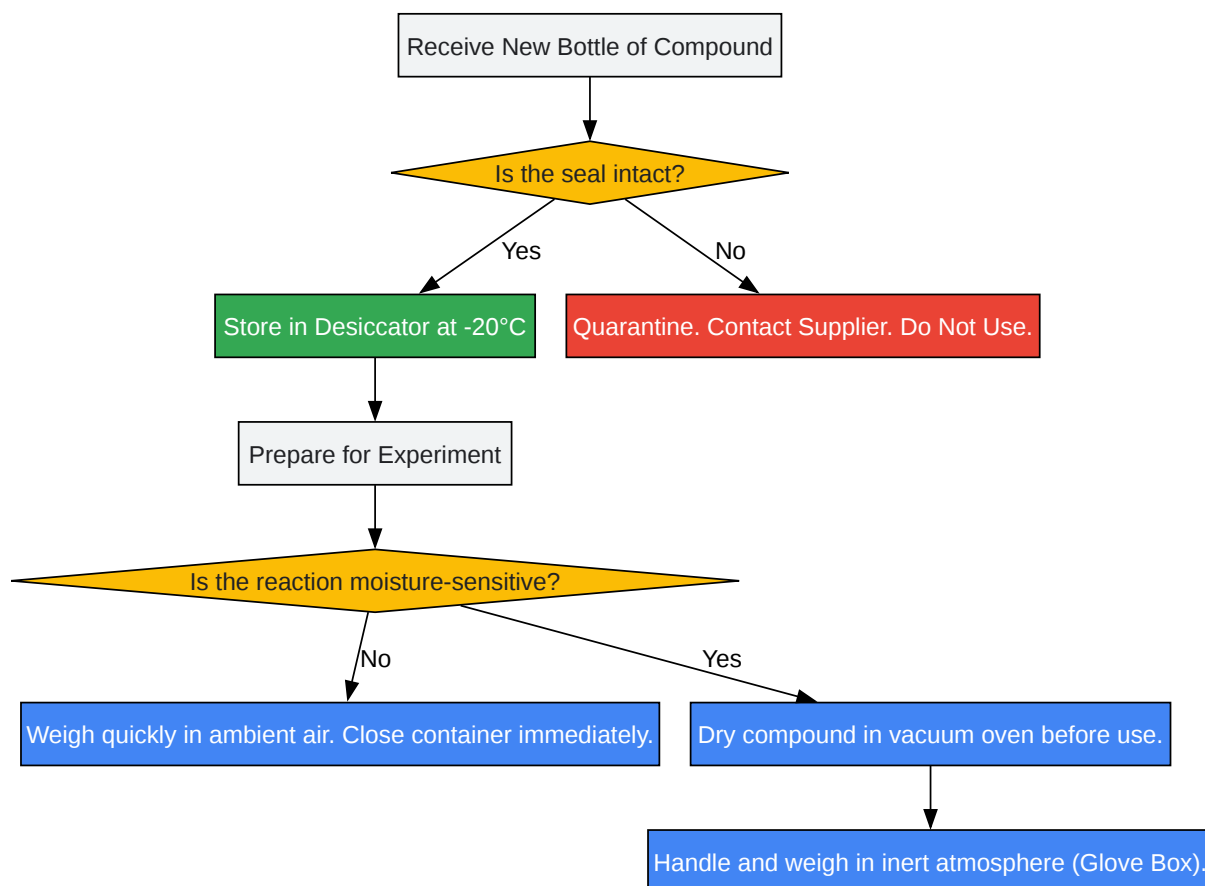 Receive New Bottle of Compound
Is the seal intact?
Yes
No
Store in Desiccator at -20°C
Quarantine. Contact Supplier. Do Not Use.
Prepare for Experiment
Is the reaction moisture-sensitive?
No
Yes
Weigh quickly in ambient air. Close container immediately.
Dry compound in vacuum oven before use.
Handle and weigh in inert atmosphere (Glove Box).